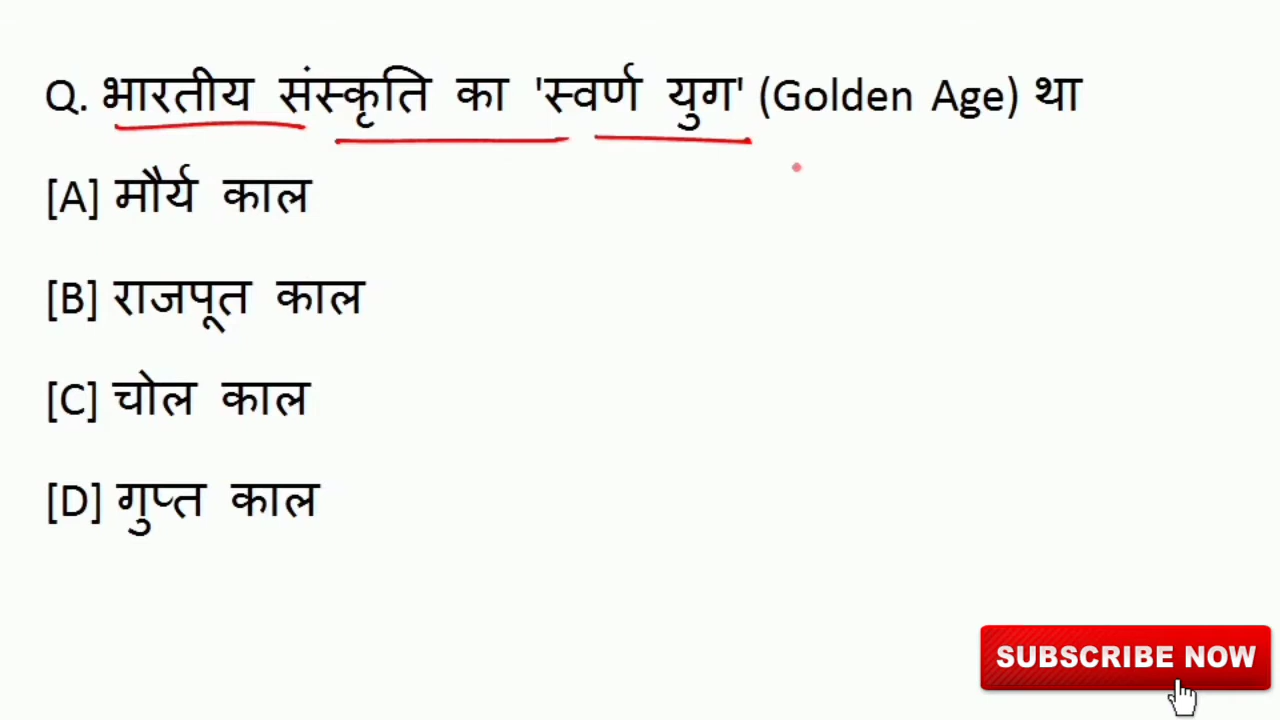 Q. भारतीय संस्कृति का 'स्वर्ण युग' (Golden Age) था
[A] मौर्य काल
[B] राजपूत काल
[C] चोल काल
[D] गुप्त काल
SUBSCRIBE NOW